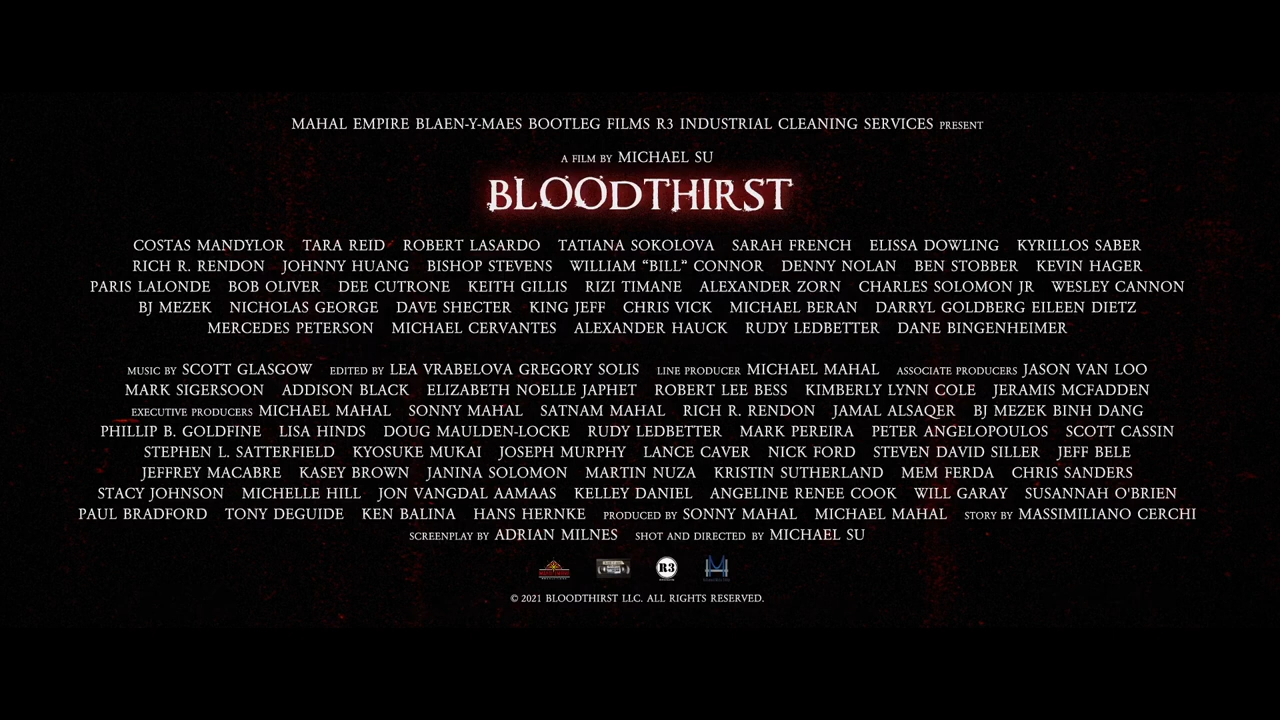 MAHAL EMPIRE BLAEN-Y-MAES BOOTLEG FILMS R3 INDUSTRIAL CLEANING SERVICES PRESENT
A FILM BY MICHAEL SU
BLOODTHIRST
COSTAS MANDYLOR TARA REID ROBERT LASARDO TATIANA SOKOLOVA SARAH FRENCH ELISSA DOWLING KYRILLOS SABER
RICH R. RENDON JOHNNY HUANG BISHOP STEVENS WILLIAM “BILL” CONNOR DENNY NOLAN BEN STOBBER KEVIN HAGER
PARIS LALONDE BOB OLIVER DEE CUTRONE KEITH GILLIS RIZI TIMANE ALEXANDER ZORN CHARLES SOLOMON JR WESLEY CANNON
BJ MEZEK NICHOLAS GEORGE DAVE SHECTER KING JEFF CHRIS VICK MICHAEL BERAN DARRYL GOLDBERG EILEEN DIETZ
MERCEDES PETERSON MICHAEL CERVANTES ALEXANDER HAUCK RUDY LEDBETTER DANE BINGENHEIMER
MUSIC BY SCOTT GLASGOW EDITED BY LEA VRABELOVA GREGORY SOLIS LINE PRODUCER MICHAEL MAHAL ASSOCIATE PRODUCERS JASON VAN LOO
MARK SIGERSOON ADDISON BLACK ELIZABETH NOELLE JAPHET ROBERT LEE BESS KIMBERLY LYNN COLE JERAMIS MCFADDEN
EXECUTIVE PRODUCERS MICHAEL MAHAL SONNY MAHAL SATNAM MAHAL RICH R. RENDON JAMAL ALSAQER BJ MEZEK BINH DANG
PHILLIP B. GOLDFINE LISA HINDS DOUG MAULDEN-LOCKE RUDY LEDBETTER MARK PEREIRA PETER ANGELOPOULOS SCOTT CASSIN
STEPHEN L. SATTERFIELD KYOSUKE MUKAI JOSEPH MURPHY LANCE CAVER NICK FORD STEVEN DAVID SILLER JEFF BELE
JEFFREY MACABRE KASEY BROWN JANINA SOLOMON MARTIN NUZA KRISTIN SUTHERLAND MEM FERDA CHRIS SANDERS
STACY JOHNSON MICHELLE HILL JON VANGDAL AAMAAS KELLEY DANIEL ANGELINE RENEE COOK WILL GARAY SUSANNAH O'BRIEN
PAUL BRADFORD TONY DEGUIDE KEN BALINA HANS HERNKE PRODUCED BY SONNY MAHAL MICHAEL MAHAL STORY BY MASSIMILIANO CERCHI
SCREENPLAY BY ADRIAN MILNES SHOT AND DIRECTED BY MICHAEL SU
R3
© 2021 BLOODTHIRST LLC. ALL RIGHTS RESERVED.